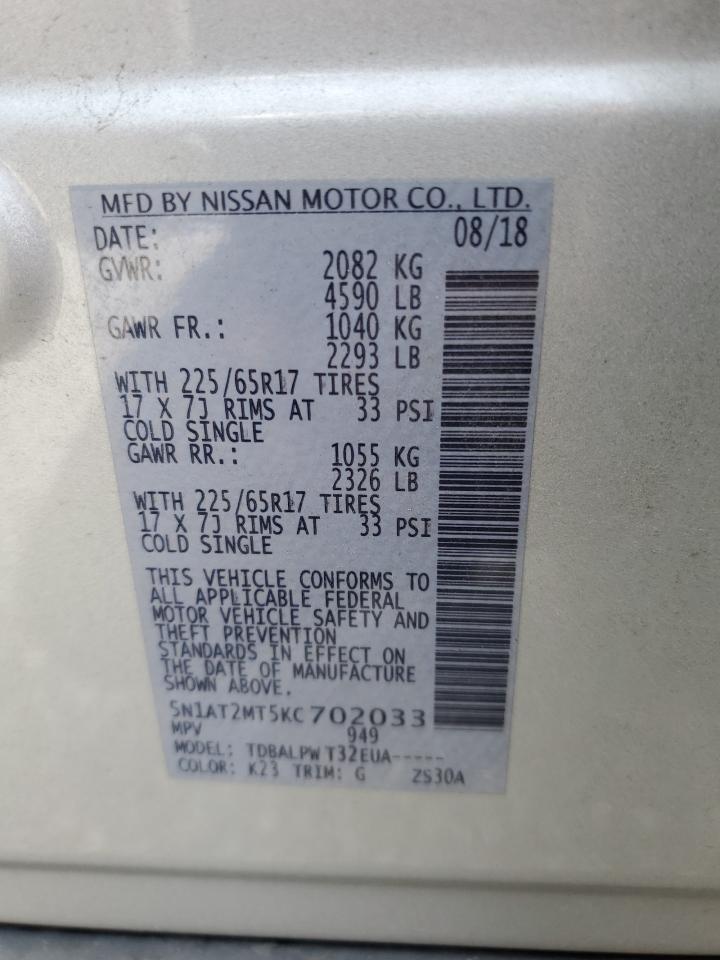 MFD BY NISSAN MOTOR CO., LTD.
DATE: 08/18
GVWR: 2082 KG
4590 LB
GAWR FR.: 1040 KG
2293 LB
WITH 225/65R17 TIRES
17 X 7J RIMS AT 33 PSI
COLD SINGLE
GAWR RR.: 1055 KG
2326 LB
WITH 225/65R17 TIRES
17 X 7J RIMS AT 33 PSI
COLD SINGLE
THIS VEHICLE CONFORMS TO
ALL APPLICABLE FEDERAL
MOTOR VEHICLE SAFETY AND
THEFT PREVENTION
STANDARDS IN EFFECT ON
THE DATE OF MANUFACTURE
SHOWN ABOVE.
5N1AT2MT5KC702033
MPV 949
MODEL: TDBALPW T32EUA-----
COLOR: K23 TRIM: G ZS30A